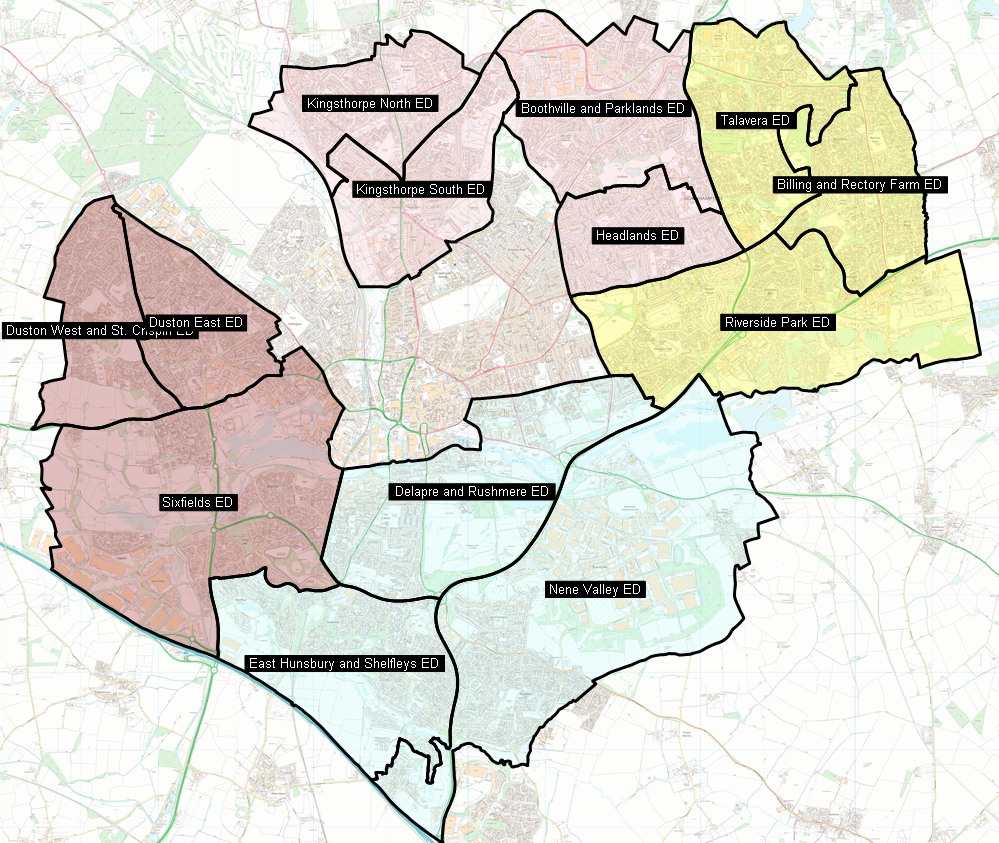 Kingsthorpe North ED
Boothville and Parklands ED
Talavera ED
Kingsthorpe South ED
Billing and Rectory Farm ED
Headlands ED
Duston East ED
Duston West and St. Crispin ED
Riverside Park ED
Delapre and Rushmere ED
Sixfields ED
Nene Valley ED
East Hunsbury and Shelfleys ED